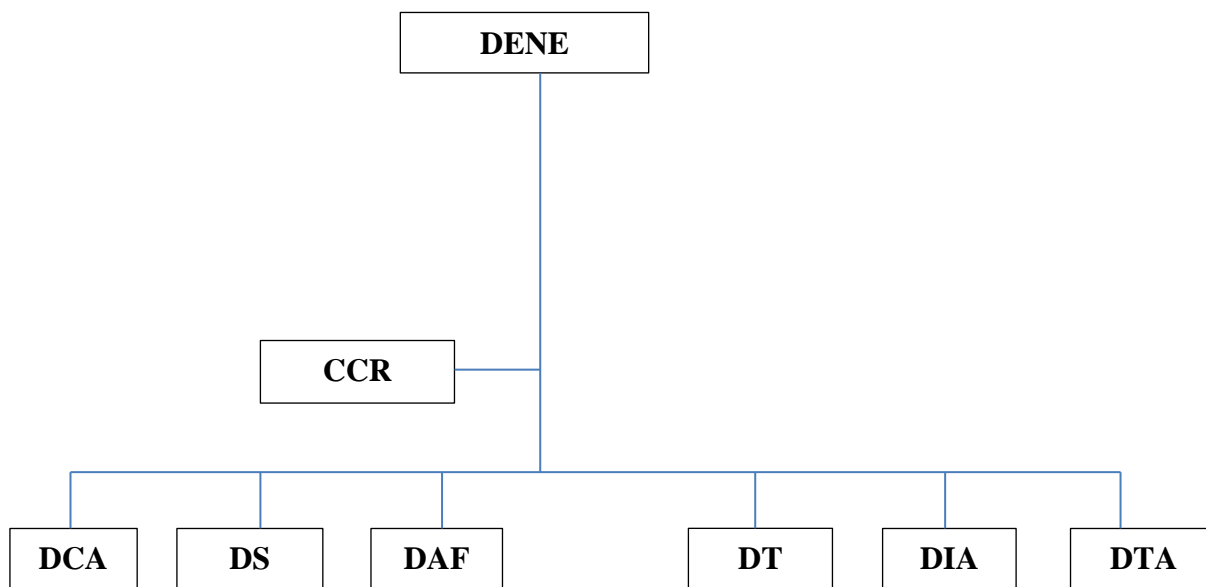 DENE
CCR
DCA
DS
DAF
DT
DIA
DTA